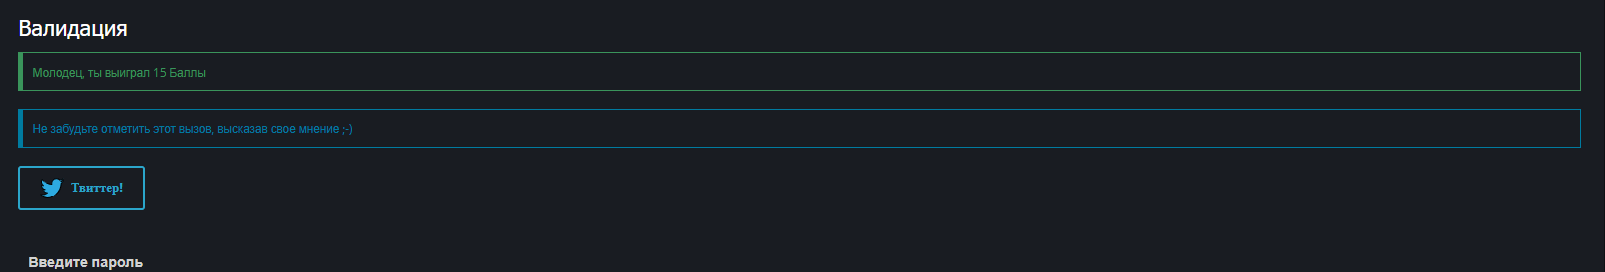 Валидация
Молодец, ты выиграл 15 Баллы
Не забудьте отметить этот вызов, высказав свое мнение ;-)
Твиттер!
Введите пароль